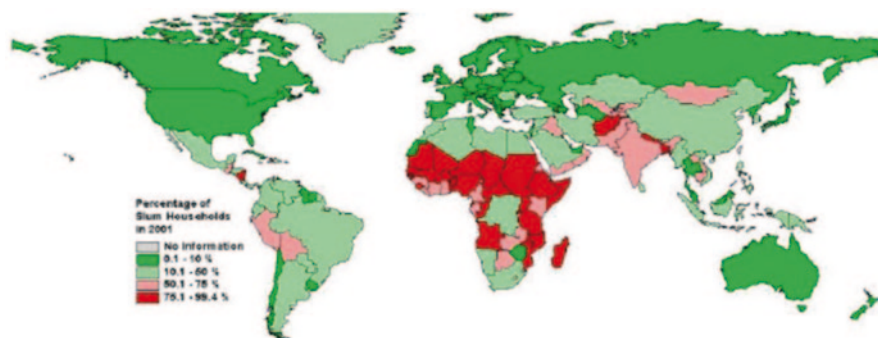 Percentage of
Slum Households
in 2001
No Information
0.1 - 10 %
10.1 - 50 %
50.1 - 75 %
75.1 - 99.4 %